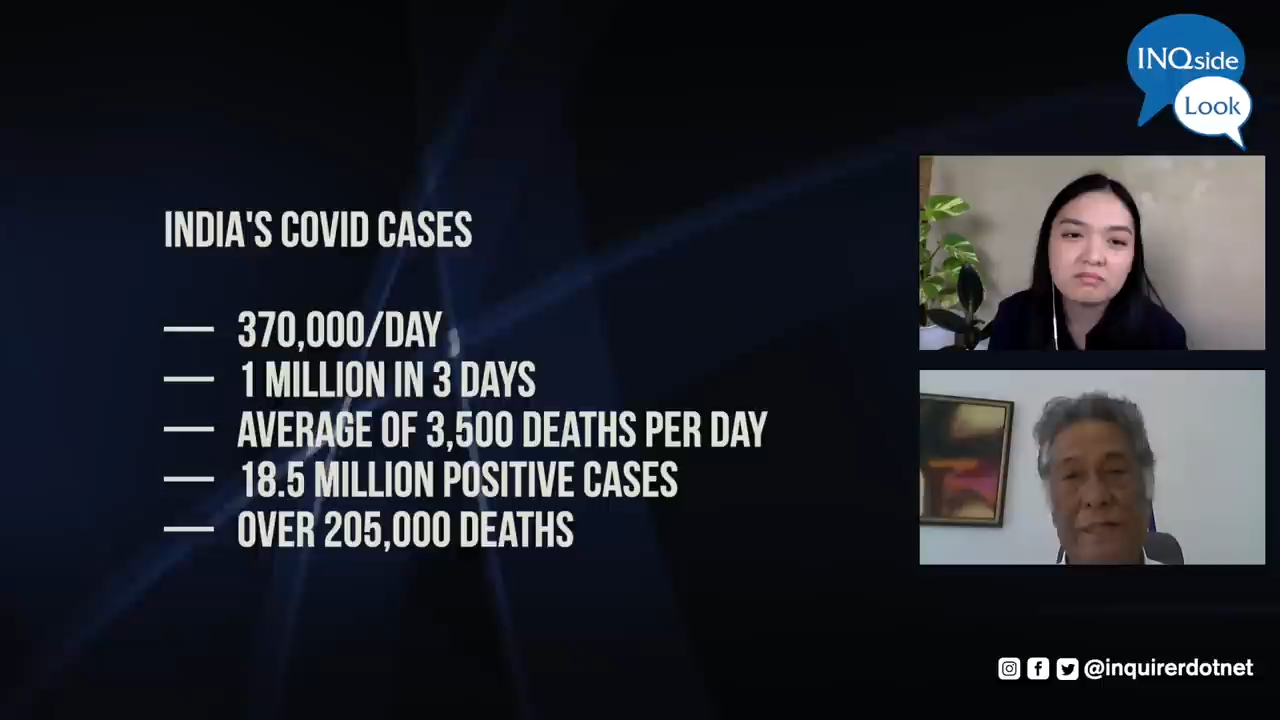 INQside
Look
INDIA'S COVID CASES
— 370,000/DAY
— 1 MILLION IN 3 DAYS
— AVERAGE OF 3,500 DEATHS PER DAY
— 18.5 MILLION POSITIVE CASES
— OVER 205,000 DEATHS
@inquirerdotnet